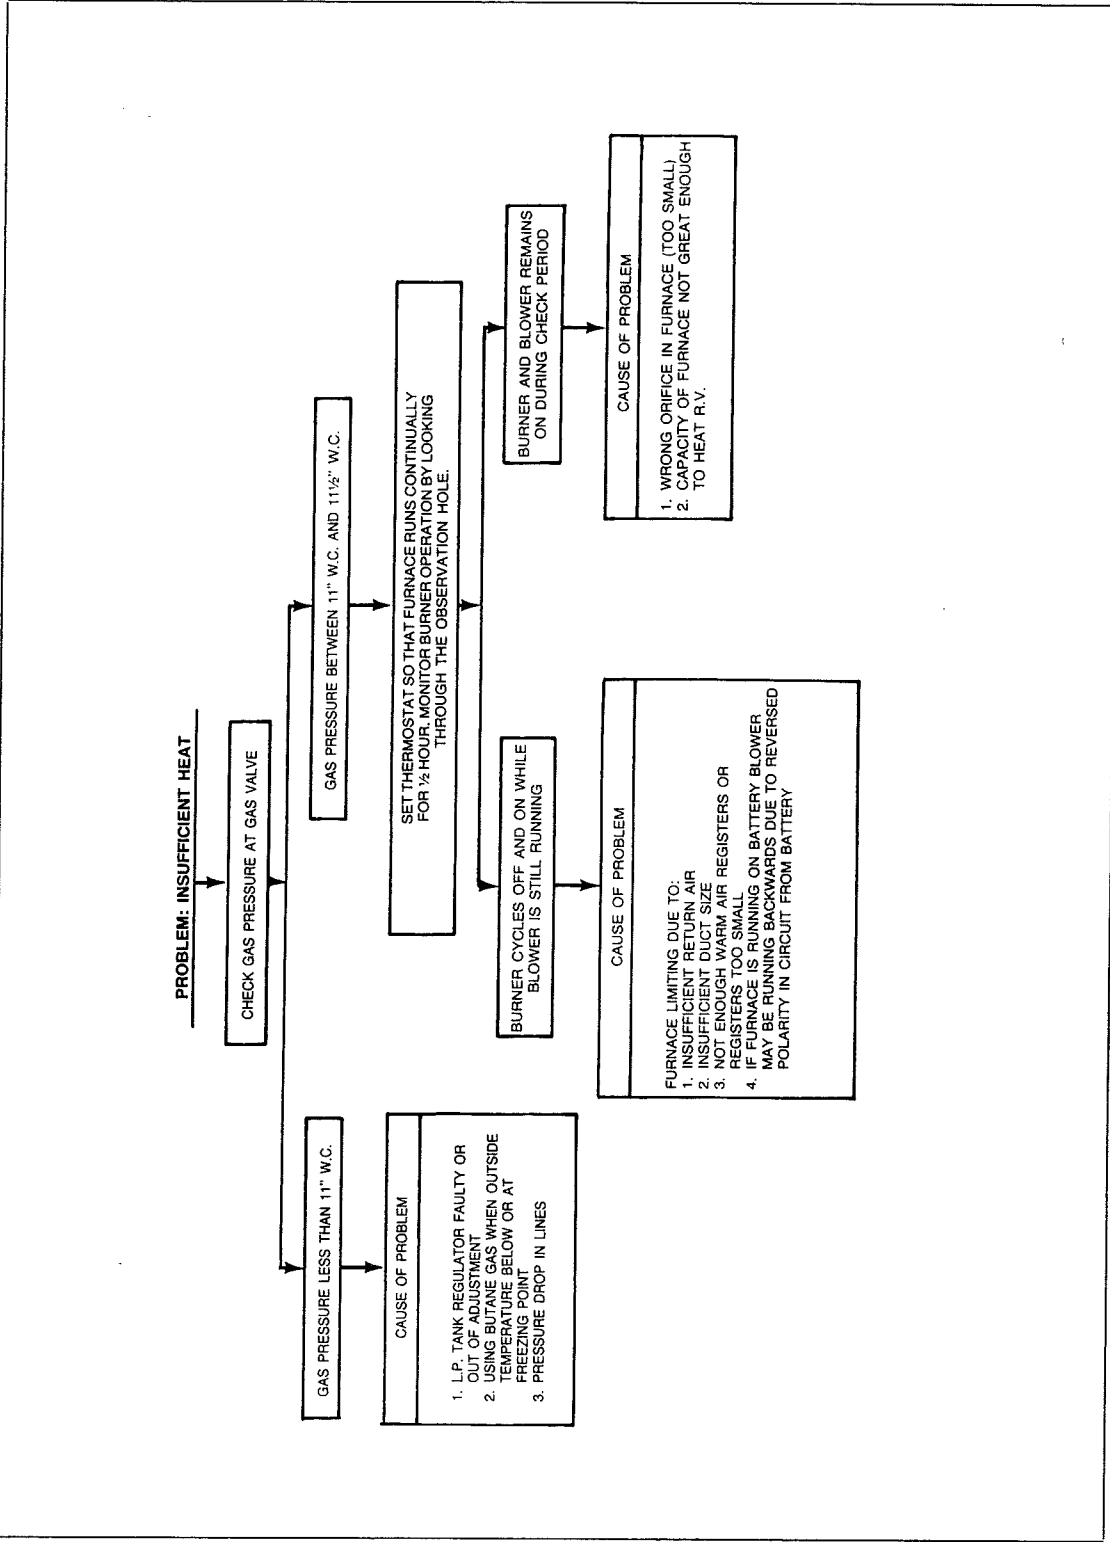 PROBLEM: INSUFFICIENT HEAT
CHECK GAS PRESSURE AT GAS VALVE
GAS PRESSURE LESS THAN 11" W.C.
CAUSE OF PROBLEM
1. L.P. TANK REGULATOR FAULTY OR
OUT OF ADJUSTMENT
2. USING BUTANE GAS WHEN OUTSIDE
TEMPERATURE BELOW OR AT
FREEZING POINT
3. PRESSURE DROP IN LINES
GAS PRESSURE BETWEEN 11" W.C. AND 11½" W.C.
SET THERMOSTAT SO THAT FURNACE RUNS CONTINUALLY
FOR ½ HOUR. MONITOR BURNER OPERATION BY LOOKING
THROUGH THE OBSERVATION HOLE.
BURNER CYCLES OFF AND ON WHILE
BLOWER IS STILL RUNNING
CAUSE OF PROBLEM
FURNACE LIMITING DUE TO:
1. INSUFFICIENT RETURN AIR
2. INSUFFICIENT DUCT SIZE
3. NOT ENOUGH WARM AIR REGISTERS OR
REGISTERS TOO SMALL
4. IF FURNACE IS RUNNING ON BATTERY BLOWER
MAY BE RUNNING BACKWARDS DUE TO REVERSED
POLARITY IN CIRCUIT FROM BATTERY
BURNER AND BLOWER REMAINS
ON DURING CHECK PERIOD
CAUSE OF PROBLEM
1. WRONG ORIFICE IN FURNACE (TOO SMALL)
2. CAPACITY OF FURNACE NOT GREAT ENOUGH
TO HEAT R.V.